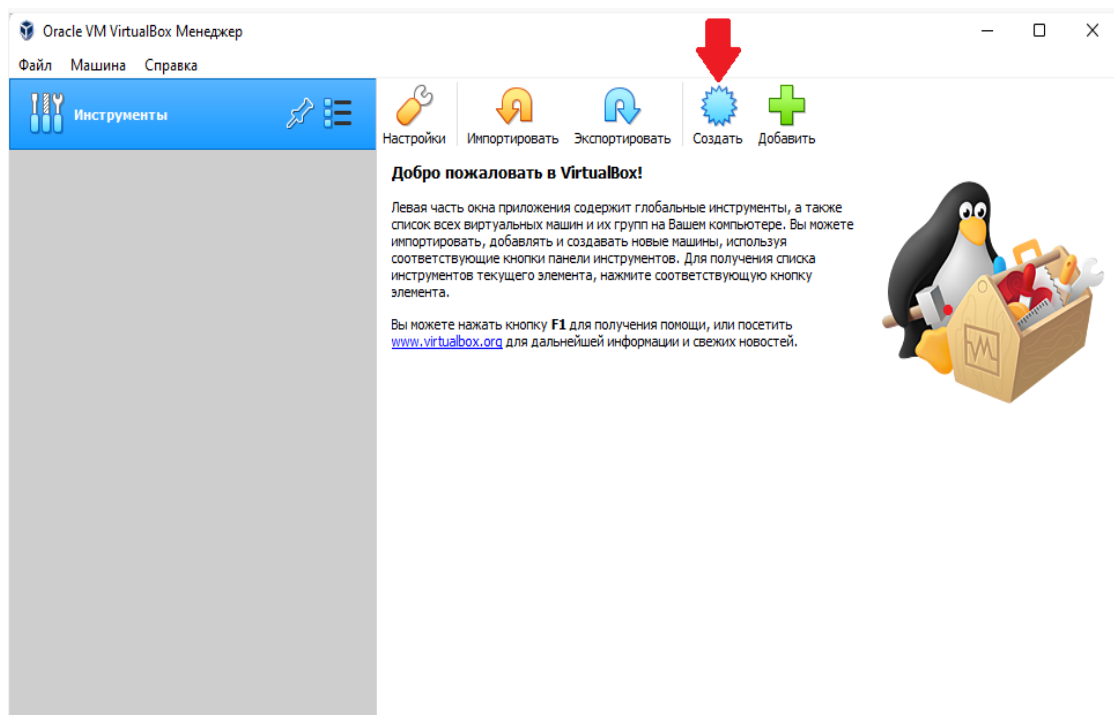 Oracle VM VirtualBox Менеджер
Файл Машина Справка
Инструменты
Настройки Импортировать Экспортировать Создать Добавить
Добро пожаловать в VirtualBox!
Левая часть окна приложения содержит глобальные инструменты, а также
список всех виртуальных машин и их групп на Вашем компьютере. Вы можете
импортировать, добавлять и создавать новые машины, используя
соответствующие кнопки панели инструментов. Для получения списка
инструментов текущего элемента, нажмите соответствующую кнопку
элемента.
Вы можете нажать кнопку F1 для получения помощи, или посетить
www.virtualbox.org для дальнейшей информации и свежих новостей.